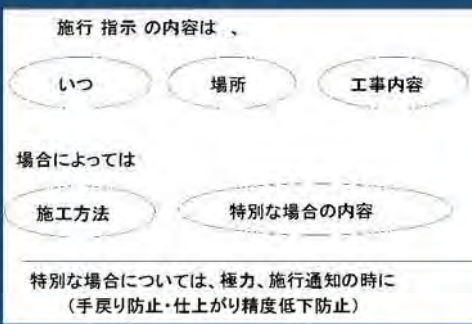 施行 指示 の内容は 、
いつ 場所 工事内容
場合によっては
施工方法 特別な場合の内容
特別な場合については、極力、施行通知の時に
（手戻り防止・仕上がり精度低下防止）